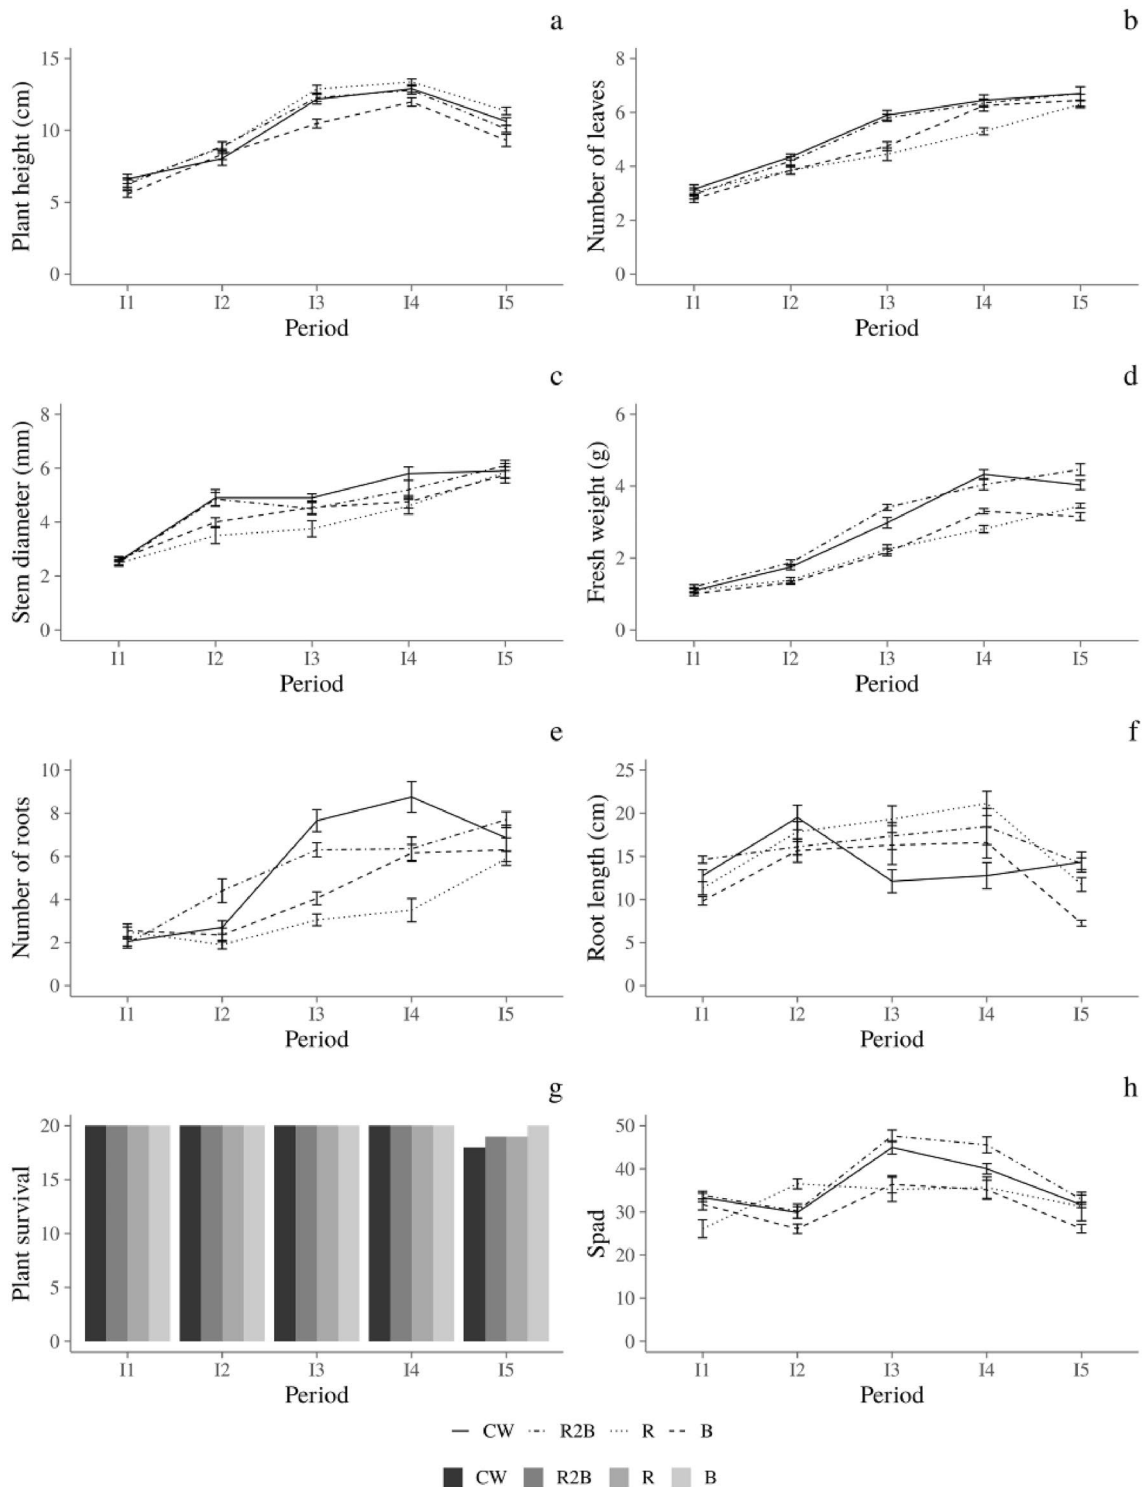 a
Plant height (cm)
15
10
5
0
I1 I2 I3 I4 I5
Period
b
Number of leaves
8
6
4
2
0
I1 I2 I3 I4 I5
Period
c
Stem diameter (mm)
8
6
4
2
0
I1 I2 I3 I4 I5
Period
d
Fresh weight (g)
6
4
2
0
I1 I2 I3 I4 I5
Period
e
Number of roots
10
8
6
4
2
0
I1 I2 I3 I4 I5
Period
f
Root length (cm)
25
20
15
10
5
0
I1 I2 I3 I4 I5
Period
g
Plant survival
20
15
10
5
0
I1 I2 I3 I4 I5
Period
h
Spad
50
40
30
20
10
0
I1 I2 I3 I4 I5
Period
CW R2B R B
CW R2B R B